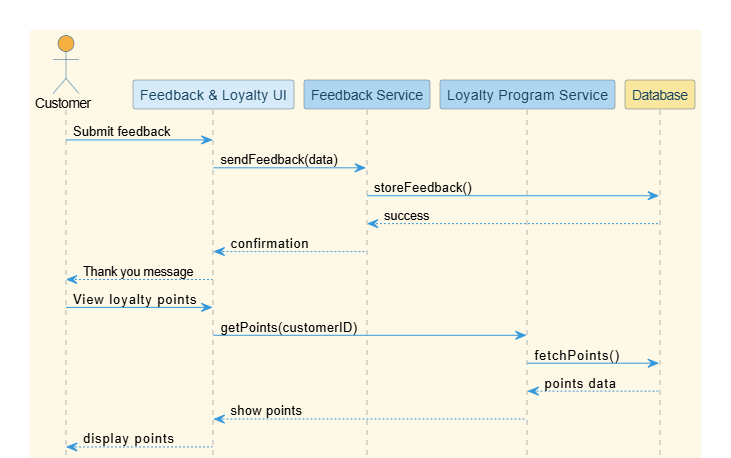 Customer
Feedback & Loyalty UI
Feedback Service
Loyalty Program Service
Database
Submit feedback
sendFeedback(data)
storeFeedback()
success
confirmation
Thank you message
View loyalty points
getPoints(customerID)
fetchPoints()
points data
show points
display points